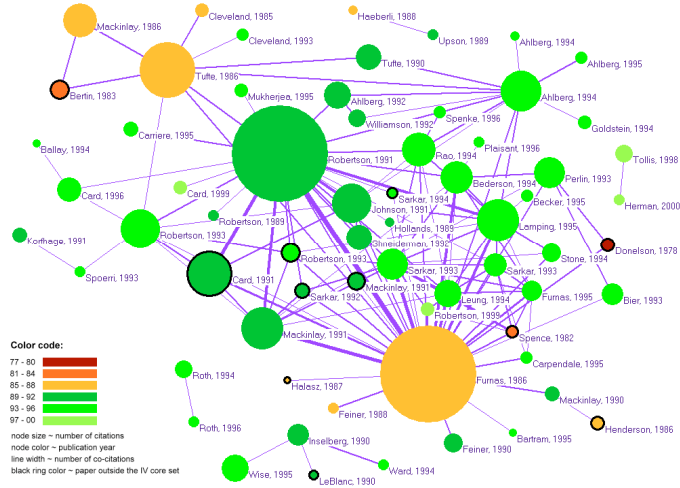 Mackinlay, 1986
Cleveland, 1985
Haeberli, 1988
Cleveland, 1993
Upson, 1989
Ahlberg, 1994
Tufte, 1990
Ahlberg, 1995
Tufte, 1986
Bertin, 1983
Mukherjea, 1995
Ahlberg, 1992
Ahlberg, 1994
Spenke, 1996
Williamson, 1992
Goldstein, 1994
Carriere, 1995
Ballay, 1994
Plaisant, 1996
Robertson, 1991
Rao, 1994
Tollis, 1998
Card, 1996
Card, 1999
Bederson, 1994
Perlin, 1993
Sarkar, 1994
Becker, 1995
Herman, 2000
Johnson, 1991
Robertson, 1989
Hollands, 1989
Lamping, 1995
Robertson, 1993
Korfhage, 1991
Shneiderman, 1992
Donelson, 1978
Robertson, 1993
Stone, 1994
Spoerri, 1993
Card, 1991
Sarkar, 1993
Sarkar, 1993
Mackinlay, 1991
Sarkar, 1992
Leung, 1994
Furnas, 1995
Bier, 1993
Robertson, 1999
Mackinlay, 1991
Spence, 1982
Color code:
77 - 80
81 - 84
85 - 88
89 - 92
93 - 96
97 - 00
node size ~ number of citations
node color ~ publication year
line width ~ number of co-citations
black ring color ~ paper outside the IV core set
Carpendale, 1995
Roth, 1994
Halasz, 1987
Furnas, 1986
Mackinlay, 1990
Feiner, 1988
Roth, 1996
Henderson, 1986
Bartram, 1995
Inselberg, 1990
Feiner, 1990
Wise, 1995
Ward, 1994
LeBlanc, 1990